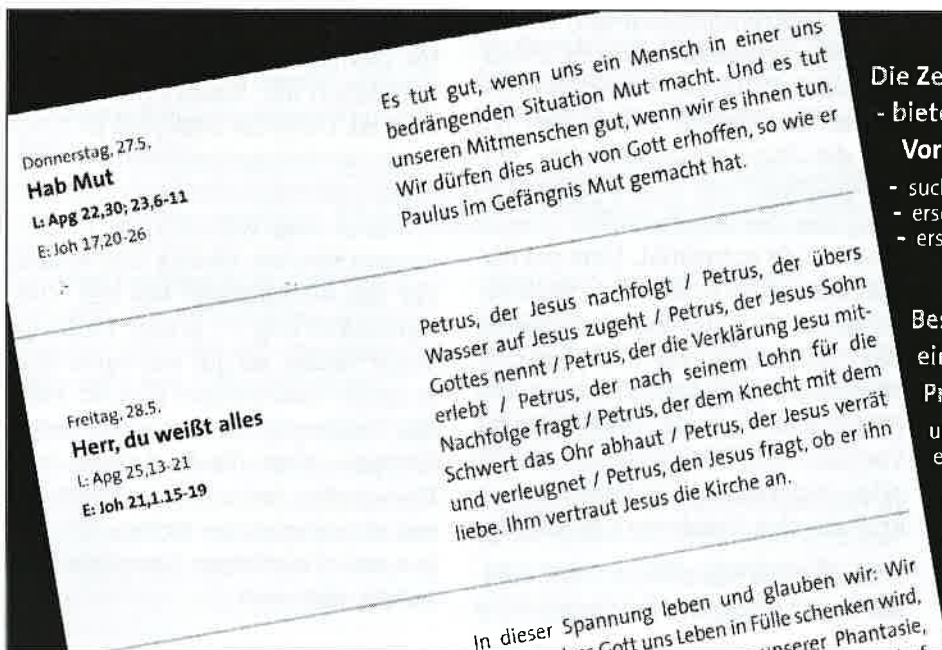 Donnerstag, 27.5.
Hab Mut
L: Apg 22,30; 23,6-11
E: Joh 17,20-26
Es tut gut, wenn uns ein Mensch in einer uns
bedrängenden Situation Mut macht. Und es tut
unseren Mitmenschen gut, wenn wir es ihnen tun.
Wir dürfen dies auch von Gott erhoffen, so wie er
Paulus im Gefängnis Mut gemacht hat.
Freitag, 28.5.
Herr, du weißt alles
L: Apg 25,13-21
E: Joh 21,1.15-19
Petrus, der Jesus nachfolgt / Petrus, der übers
Wasser auf Jesus zugeht / Petrus, der Jesus Sohn
Gottes nennt / Petrus, der die Verklärung Jesu mit-
erlebt / Petrus, der nach seinem Lohn für die
Nachfolge fragt / Petrus, der dem Knecht mit dem
Schwert das Ohr abhaut / Petrus, der Jesus verrät
und verleugnet / Petrus, den Jesus fragt, ob er ihn
liebe. Ihm vertraut Jesus die Kirche an.
In dieser Spannung leben und glauben wir: Wir
Gott uns Leben in Fülle schenken wird,
unserer Phantasie,
Die
-
-
-
-